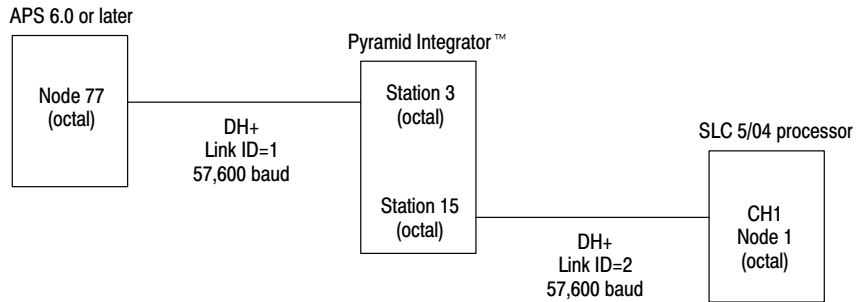 APS 6.0 or later
Node 77
(octal)
DH+
Link ID=1
57,600 baud
Pyramid Integrator™
Station 3
(octal)
Station 15
(octal)
DH+
Link ID=2
57,600 baud
SLC 5/04 processor
CH1
Node 1
(octal)